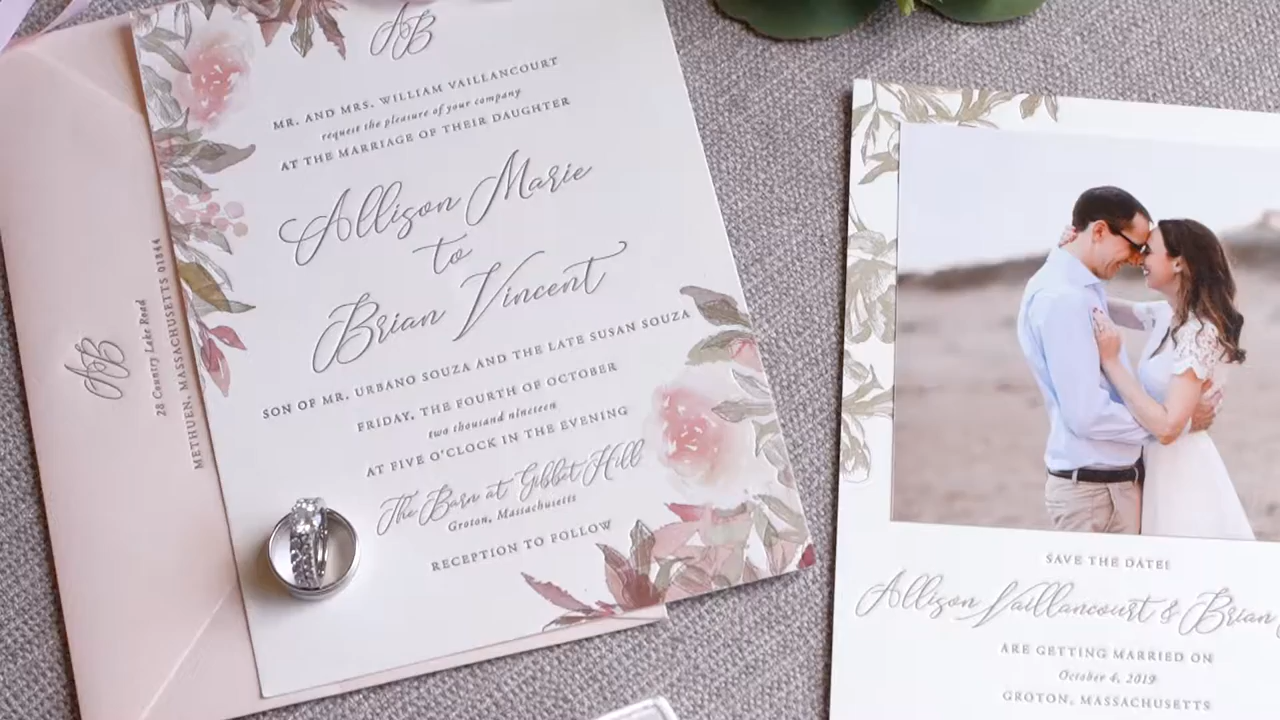 AB
MR. AND MRS. WILLIAM VAILLANCOURT
request the pleasure of your company
AT THE MARRIAGE OF THEIR DAUGHTER
Allison Marie
to
Brian Vincent
SON OF MR. URBANO SOUZA AND THE LATE SUSAN SOUZA
FRIDAY, THE FOURTH OF OCTOBER
two thousand nineteen
AT FIVE O'CLOCK IN THE EVENING
The Barn at Gibbet Hill
Groton, Massachusetts
RECEPTION TO FOLLOW
AB
28 Country Lake Road
METHUEN, MASSACHUSETTS 01844
SAVE THE DATE!
Allison Vaillancourt & Brian
ARE GETTING MARRIED ON
October 4, 2019
GROTON, MASSACHUSETTS